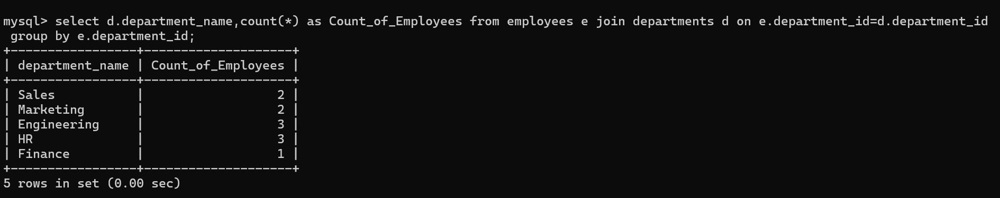 mysql> select d.department_name,count(*) as Count_of_Employees from employees e join departments d on e.department_id=d.department_id
 group by e.department_id;
+-----------------+--------------------+
| department_name | Count_of_Employees |
+-----------------+--------------------+
| Sales           |                  2 |
| Marketing       |                  2 |
| Engineering     |                  3 |
| HR              |                  3 |
| Finance         |                  1 |
+-----------------+--------------------+
5 rows in set (0.00 sec)